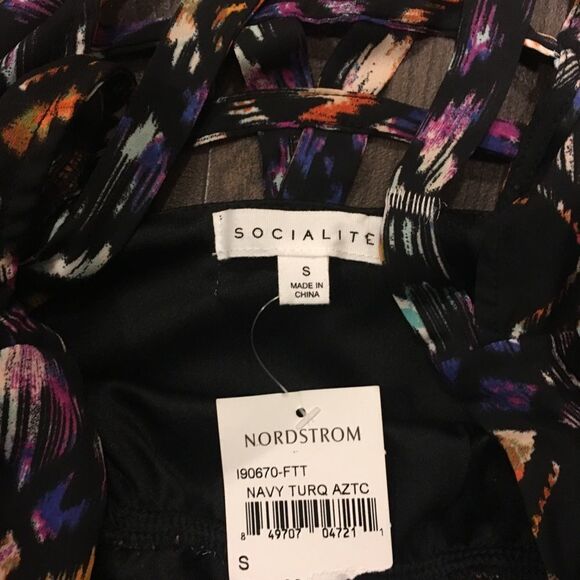 SOCIALITE
S
MADE IN
CHINA
NORDSTROM
I90670-FTT
NAVY TURQ AZTC
8 49707 04721 1
S